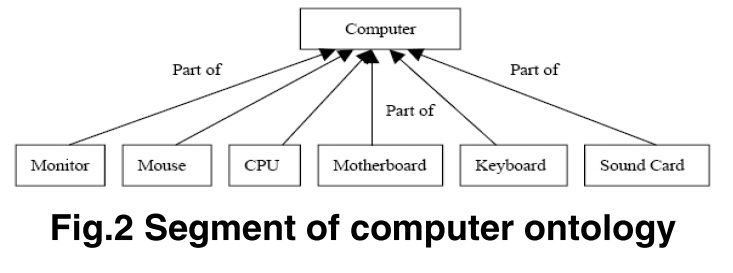 Computer
Part of
Part of
Part of
Monitor
Mouse
CPU
Motherboard
Keyboard
Sound Card
Fig.2 Segment of computer ontology